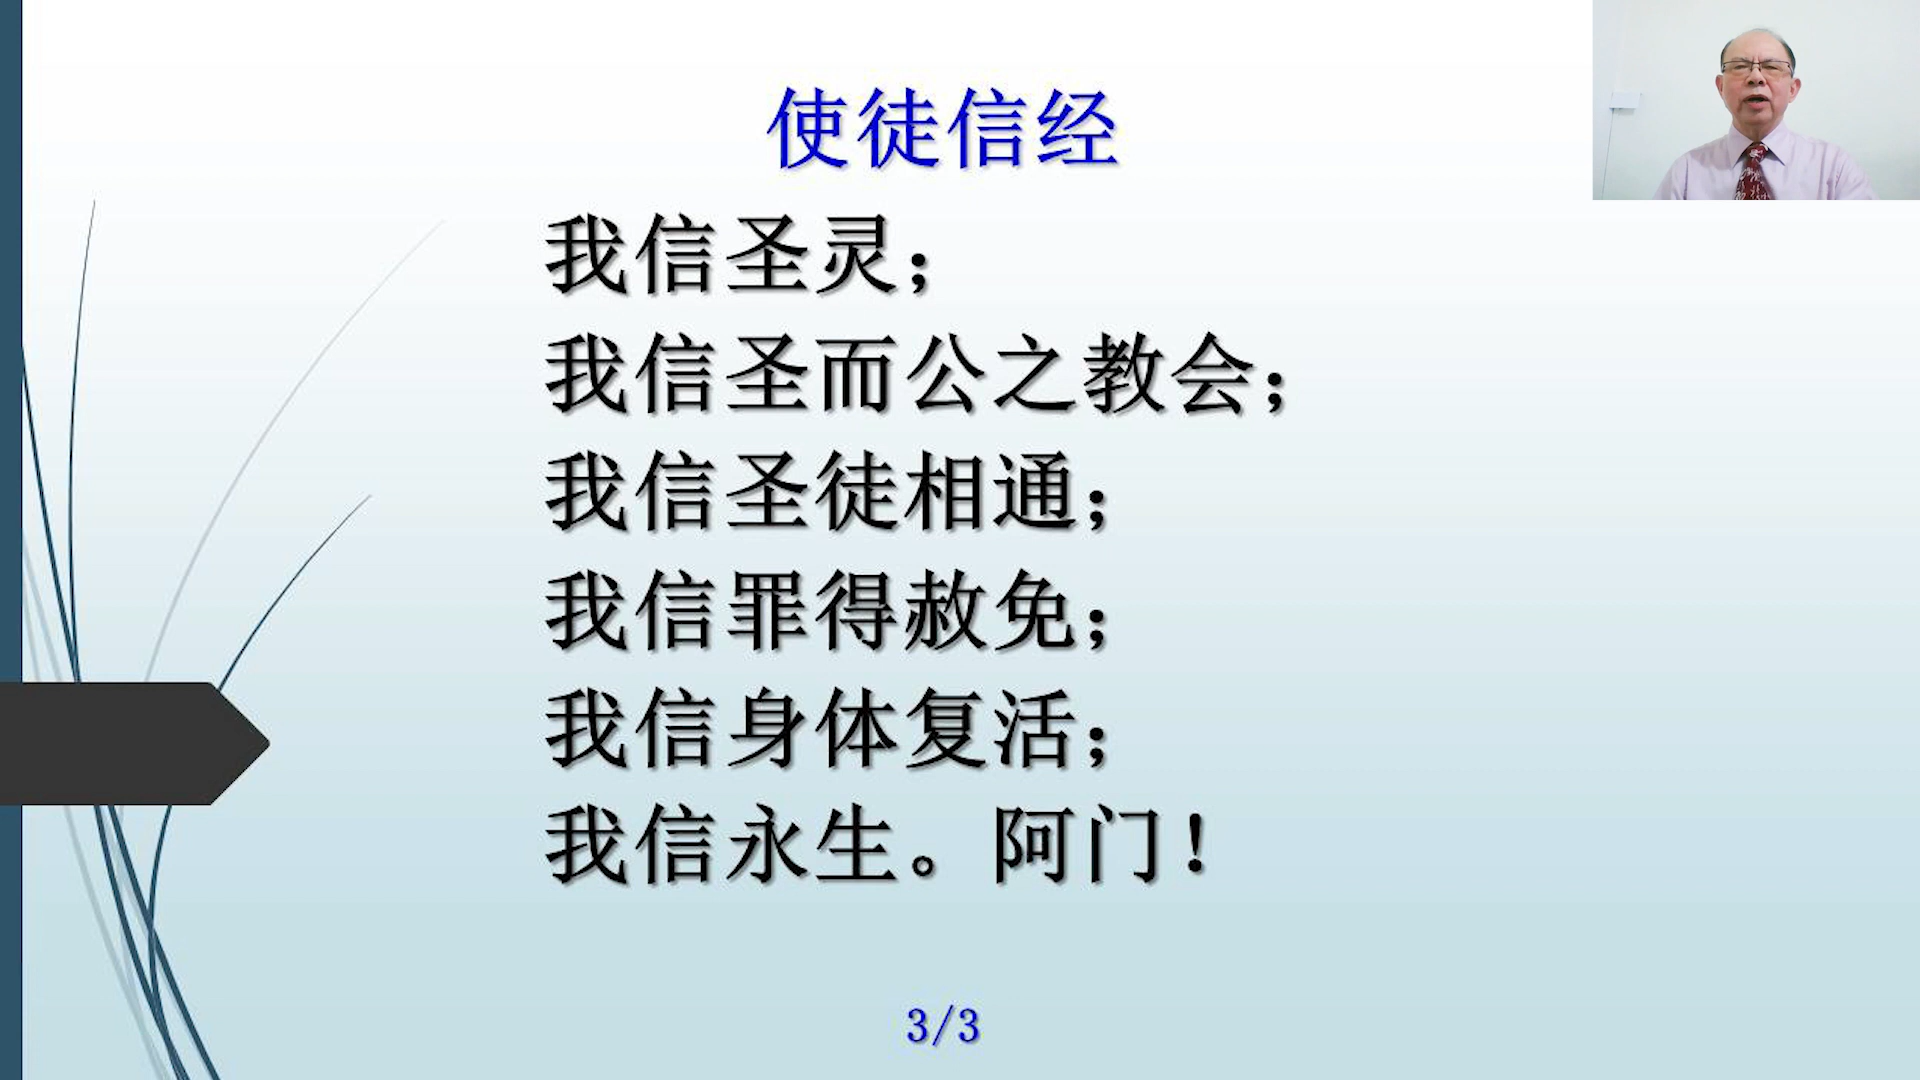 使徒信经
我信圣灵；
我信圣而公之教会；
我信圣徒相通；
我信罪得赦免；
我信身体复活；
我信永生。阿门！
3/3